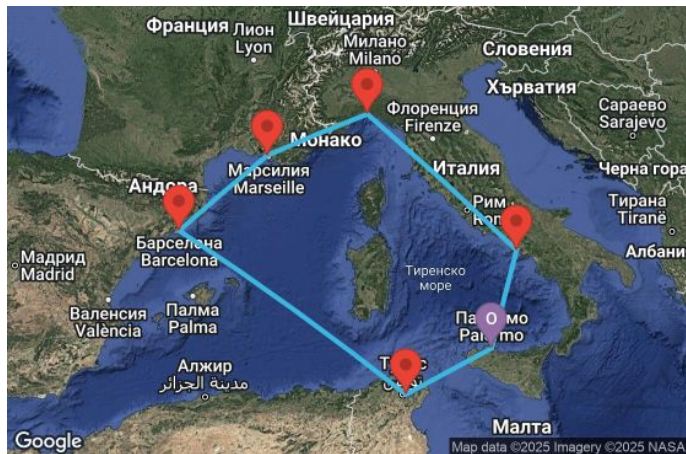 Швейцария
Франция
Лион
Lyon
Милано
Milano
Словения
Хърватия
Флоренция
Firenze
Сараево
Sarajevo
Монако
Марсилия
Marseille
Италия
Черна гора
Андора
Рим
Тирана
Tiranë
Барселона
Barcelona
Мадрид
Madrid
Албани
Тиренско
море
Валенсия
València
Палма
Palma
O
Алжир
مدينة الجزائر
Малта
Google
Map data ©2025 Imagery ©2025 NASA